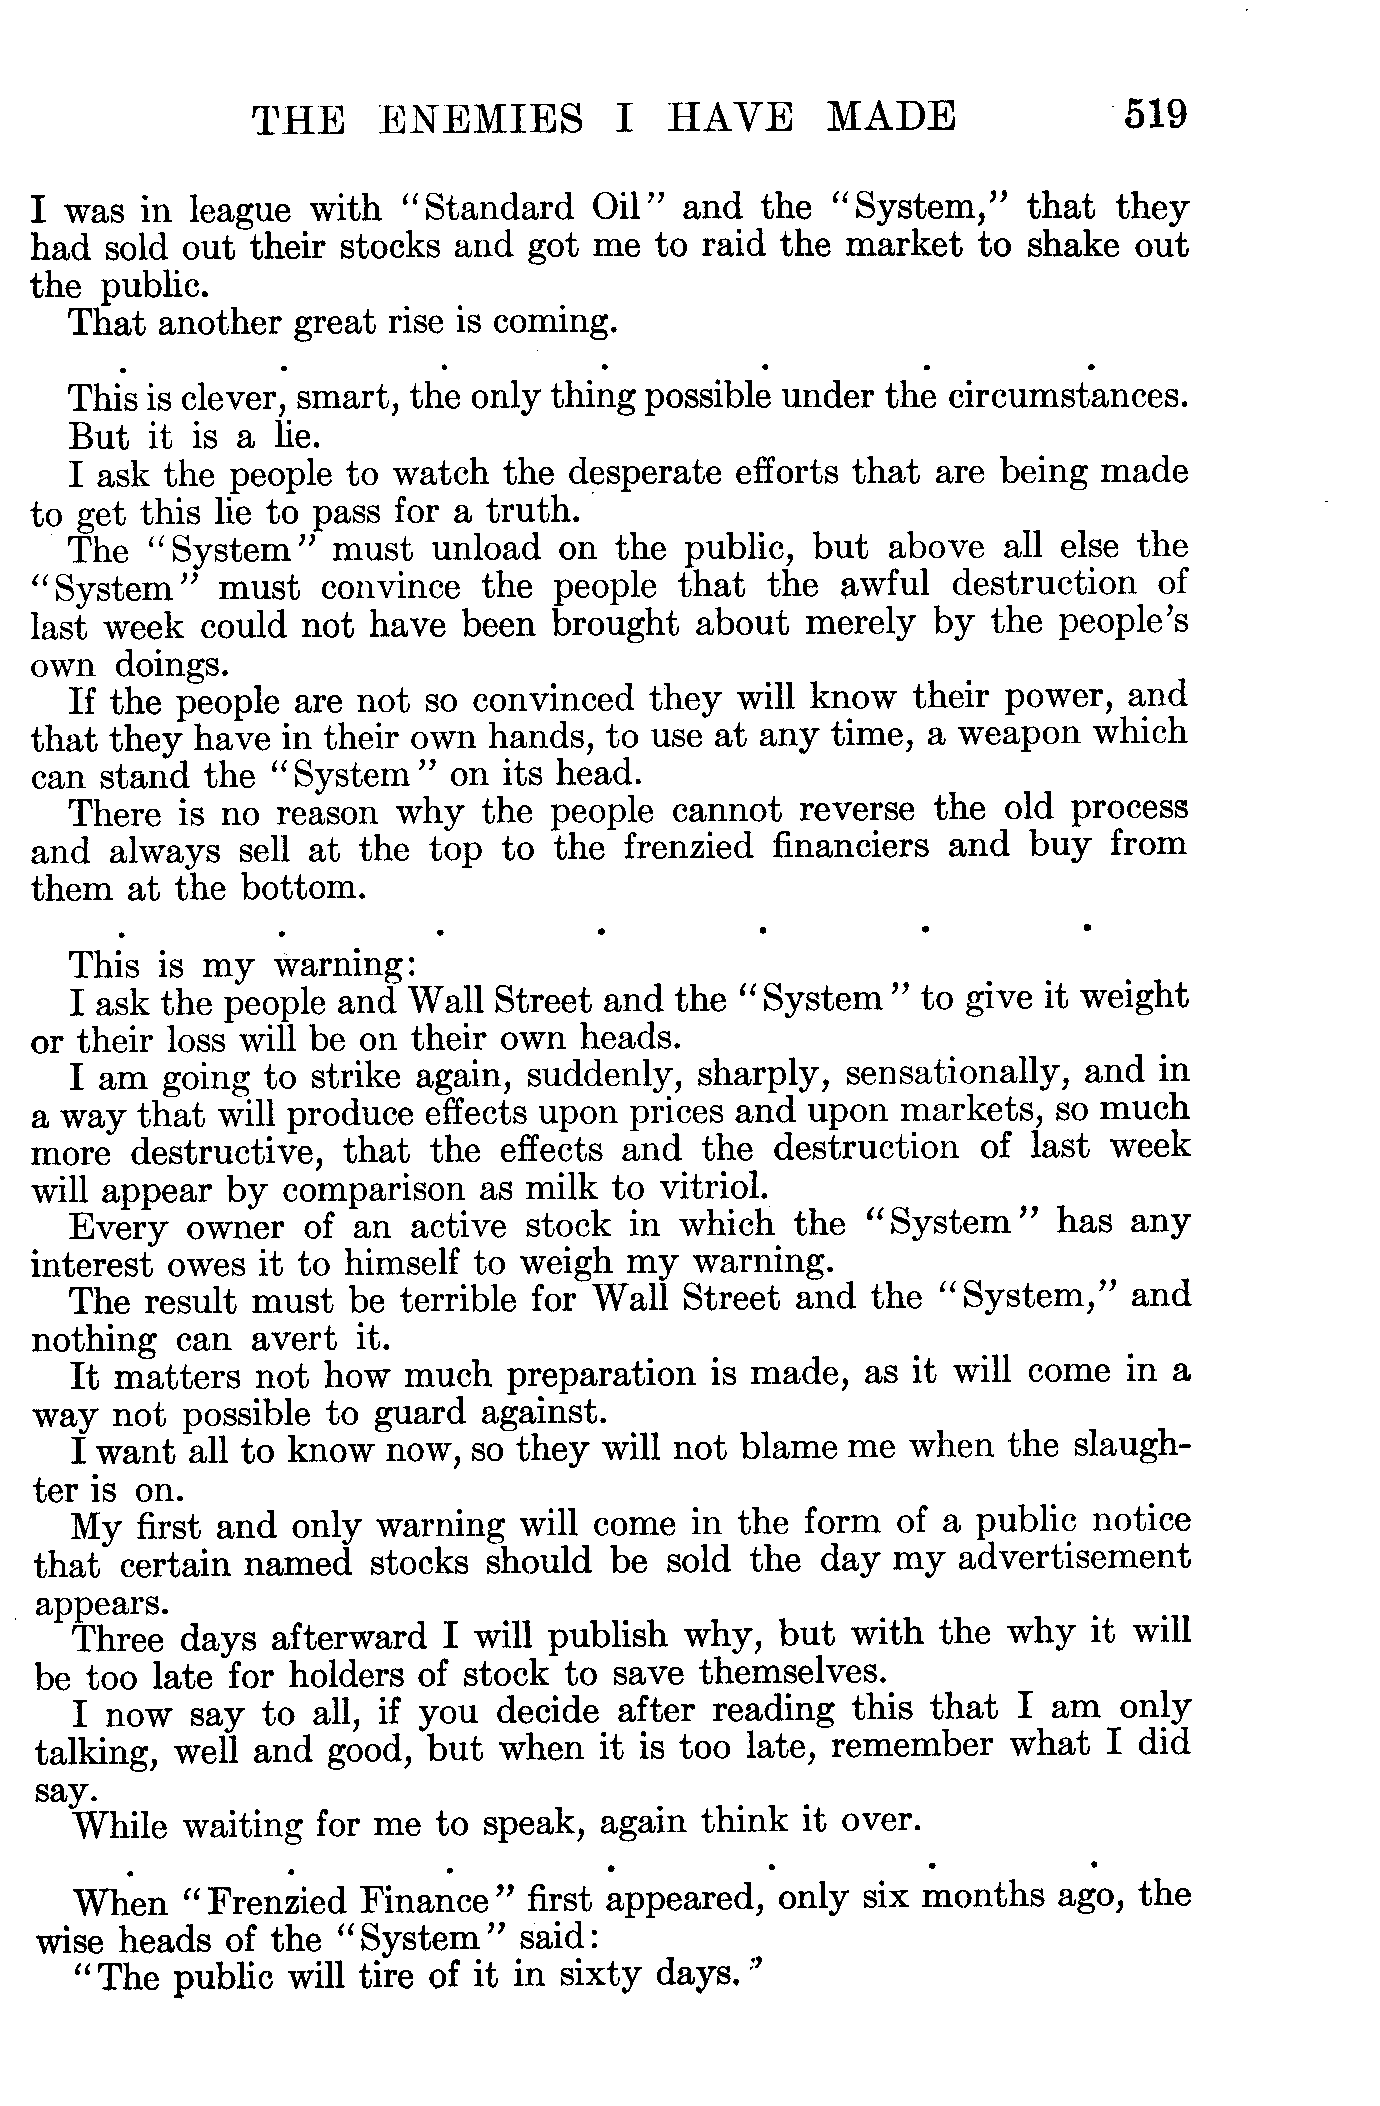 THE ENEMIES I HAVE MADE 519
I was in league with "Standard Oil" and the "System," that they
had sold out their stocks and got me to raid the market to shake out
the public.
That another great rise is coming.
. . . . . . .
This is clever, smart, the only thing possible under the circumstances.
But it is a lie.
I ask the people to watch the desperate efforts that are being made
to get this lie to pass for a truth.
The "System" must unload on the public, but above all else the
"System" must convince the people that the awful destruction of
last week could not have been brought about merely by the people's
own doings.
If the people are not so convinced they will know their power, and
that they have in their own hands, to use at any time, a weapon which
can stand the "System" on its head.
There is no reason why the people cannot reverse the old process
and always sell at the top to the frenzied financiers and buy from
them at the bottom.
. . . . . . .
This is my warning:
I ask the people and Wall Street and the "System" to give it weight
or their loss will be on their own heads.
I am going to strike again, suddenly, sharply, sensationally, and in
a way that will produce effects upon prices and upon markets, so much
more destructive, that the effects and the destruction of last week
will appear by comparison as milk to vitriol.
Every owner of an active stock in which the "System" has any
interest owes it to himself to weigh my warning.
The result must be terrible for Wall Street and the "System," and
nothing can avert it.
It matters not how much preparation is made, as it will come in a
way not possible to guard against.
I want all to know now, so they will not blame me when the slaugh-
ter is on.
My first and only warning will come in the form of a public notice
that certain named stocks should be sold the day my advertisement
appears.
Three days afterward I will publish why, but with the why it will
be too late for holders of stock to save themselves.
I now say to all, if you decide after reading this that I am only
talking, well and good, but when it is too late, remember what I did
say.
While waiting for me to speak, again think it over.
. . . . . . .
When "Frenzied Finance" first appeared, only six months ago, the
wise heads of the "System" said:
"The public will tire of it in sixty days."